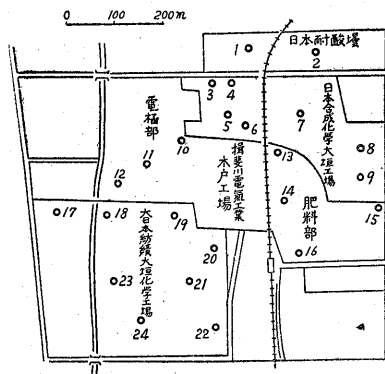 0 100 200m
日本耐酸壜
1
2
3 4
5
6
7
8
9
10
11
12
13
14
15
16
17
18
19
20
21
22
23
24
電極部
揖斐川電氣工業
木戸工場
日本合成化学大垣工場
肥料部
大日本紡績大垣化学工場